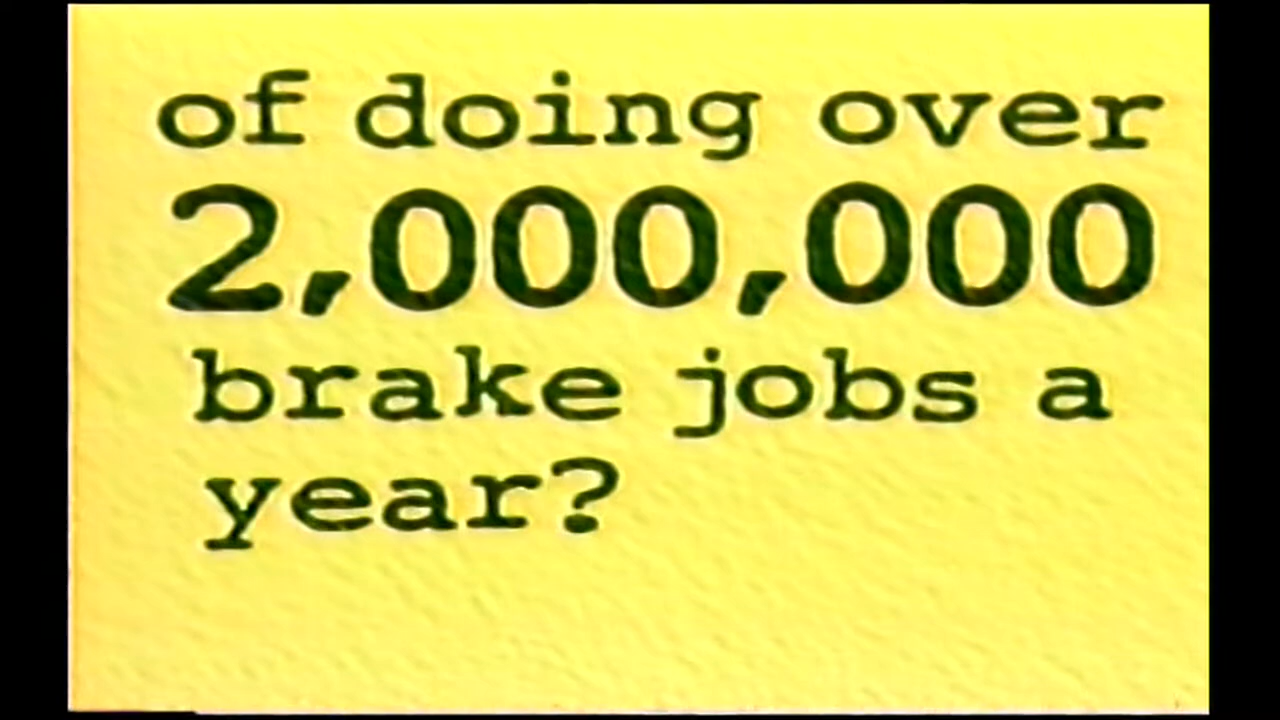 of doing over
2,000,000
brake jobs a
year?